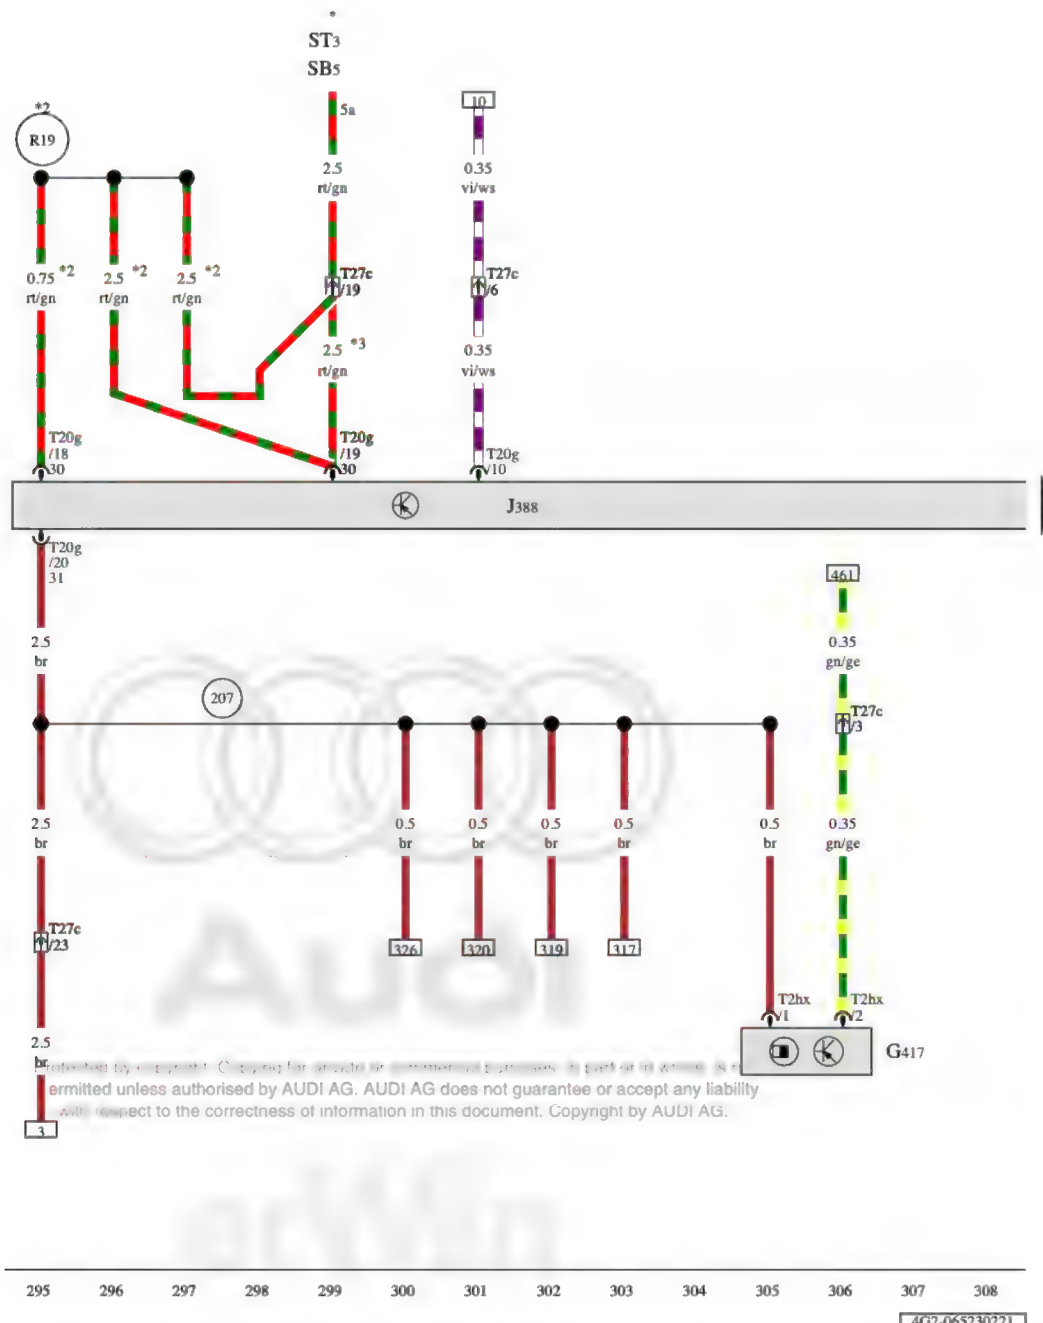 *
ST3
SB5
5a
10
*2
R19
2.5
rt/gn
0.35
vi/ws
0.75 *2
rt/gn
2.5 *2
rt/gn
2.5 *2
rt/gn
T27c
/19
T27c
/6
2.5 *3
rt/gn
0.35
vi/ws
T20g
/18
30
T20g
/19
30
T20g
/10
J388
T20g
/20
31
461
2.5
br
0.35
gn/ge
207
T27c
/3
2.5
br
0.5
br
0.5
br
0.5
br
0.5
br
0.5
br
0.35
gn/ge
T27c
/23
326
320
319
317
Audi
T2hx
/1
T2hx
/2
G417
2.5
br
ermitted unless authorised by AUDI AG. AUDI AG does not guarantee or accept any liability
with respect to the correctness of information in this document. Copyright by AUDI AG.
3
erWin
295 296 297 298 299 300 301 302 303 304 305 306 307 308
4G2-065230221